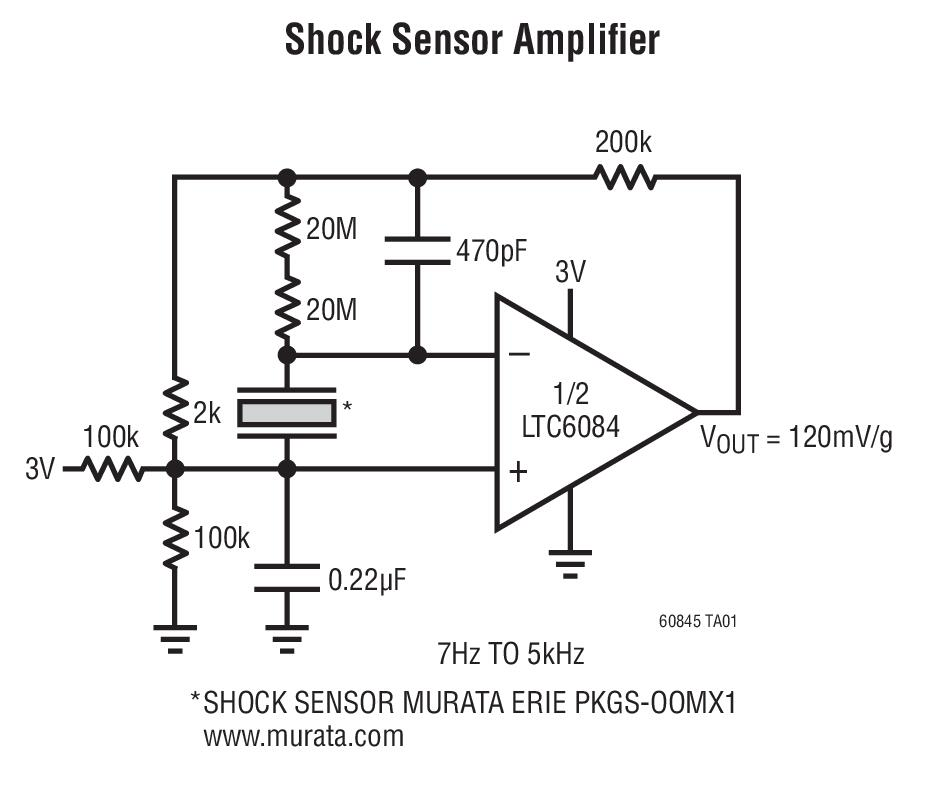 Shock Sensor Amplifier
200k
20M
470pF
3V
20M
−
1/2
LTC6084
2k
*
100k
VOUT = 120mV/g
3V
+
100k
0.22µF
60845 TA01
7Hz TO 5kHz
*SHOCK SENSOR MURATA ERIE PKGS-OOMX1
www.murata.com